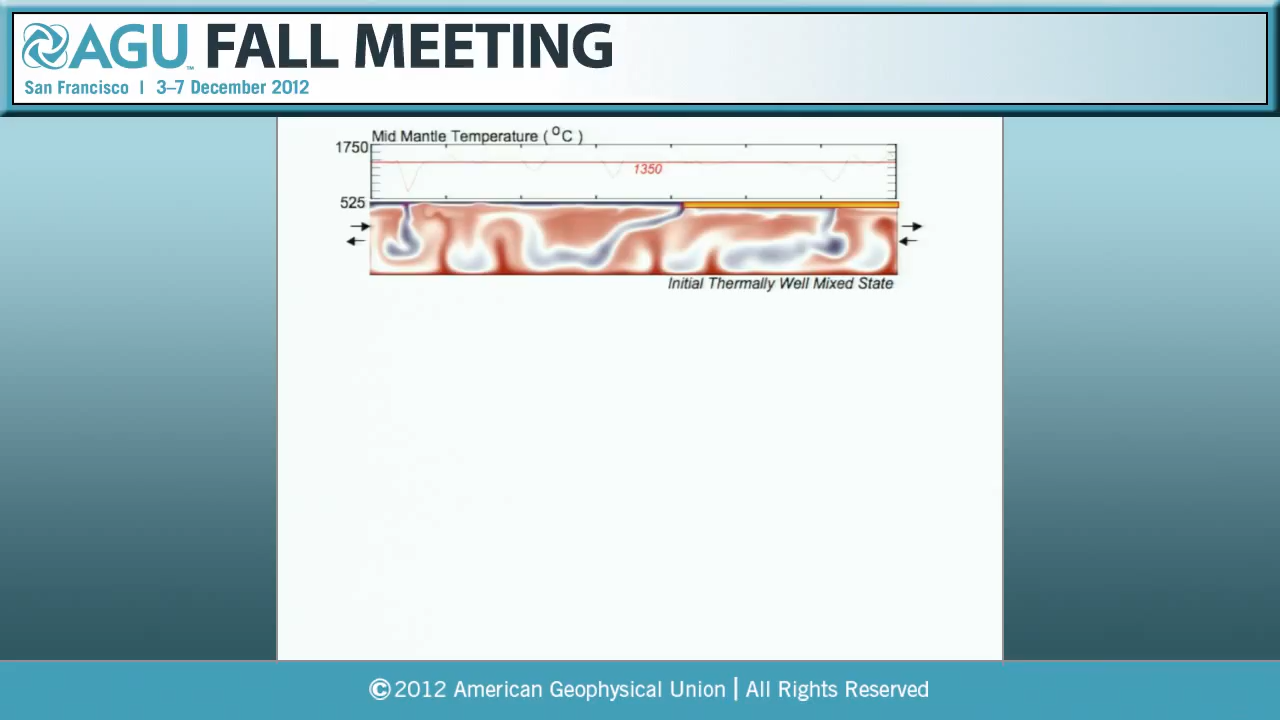 AGU™ FALL MEETING
San Francisco | 3–7 December 2012
Mid Mantle Temperature (°C )
1750
1350
525
Initial Thermally Well Mixed State
©2012 American Geophysical Union | All Rights Reserved